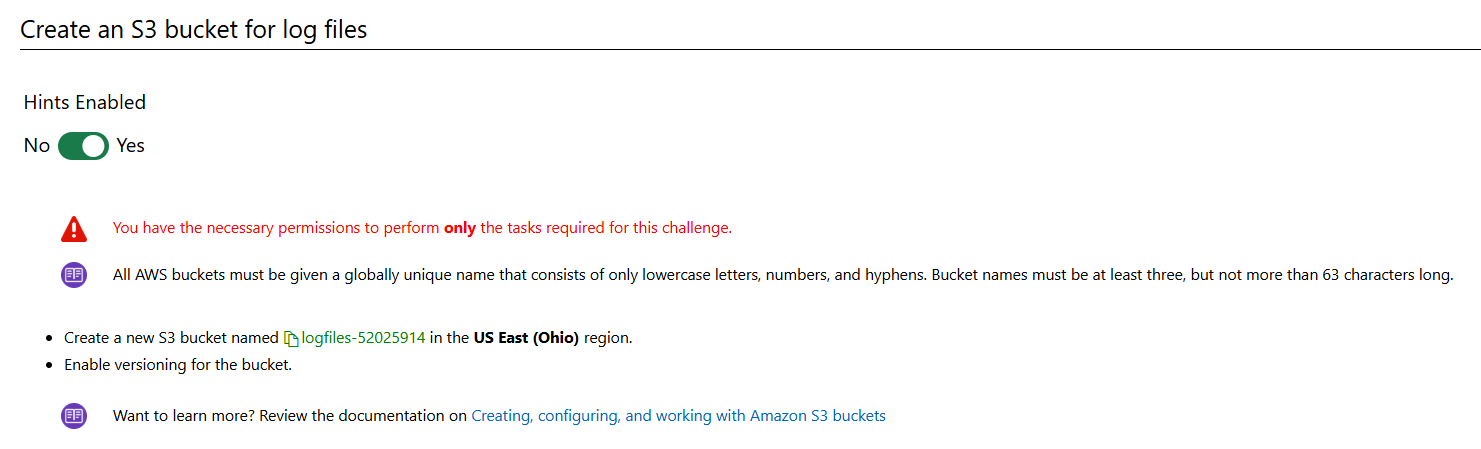 Create an S3 bucket for log files
Hints Enabled
No Yes
You have the necessary permissions to perform only the tasks required for this challenge.
All AWS buckets must be given a globally unique name that consists of only lowercase letters, numbers, and hyphens. Bucket names must be at least three, but not more than 63 characters long.
• Create a new S3 bucket named logfiles-52025914 in the US East (Ohio) region.
• Enable versioning for the bucket.
Want to learn more? Review the documentation on Creating, configuring, and working with Amazon S3 buckets